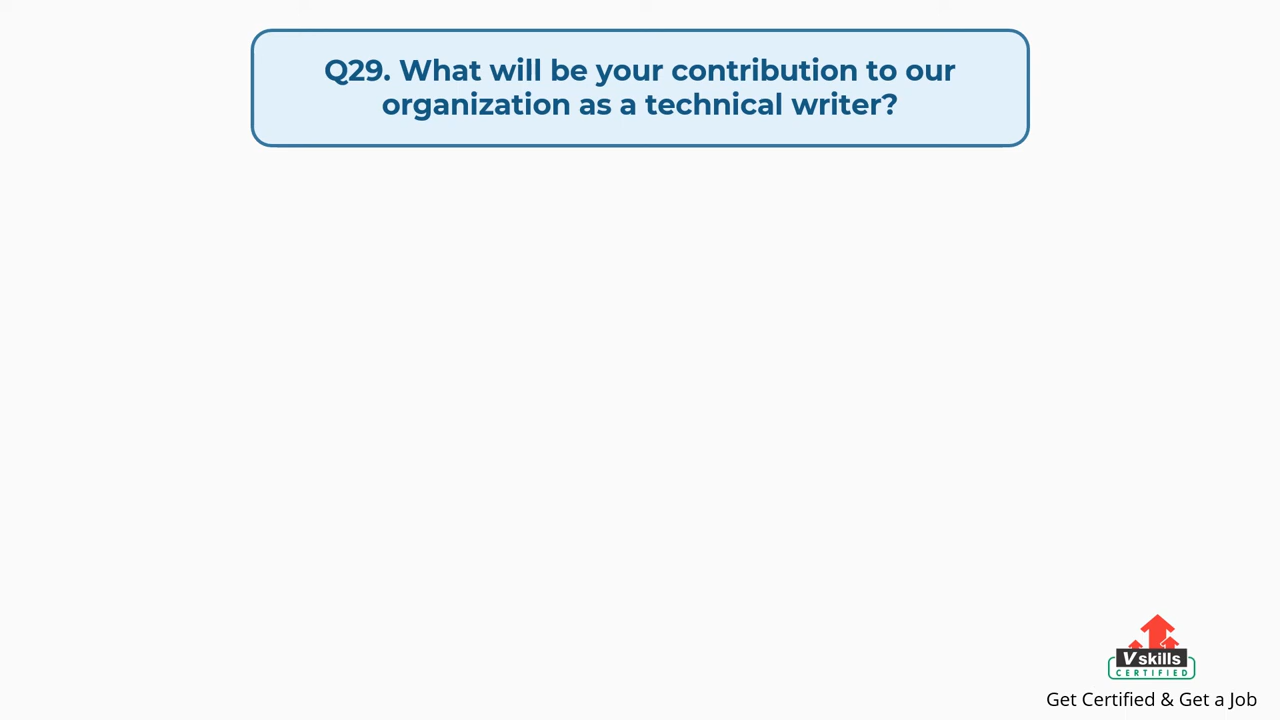 Q29. What will be your contribution to our
organization as a technical writer?
Vskills
CERTIFIED
Get Certified & Get a Job